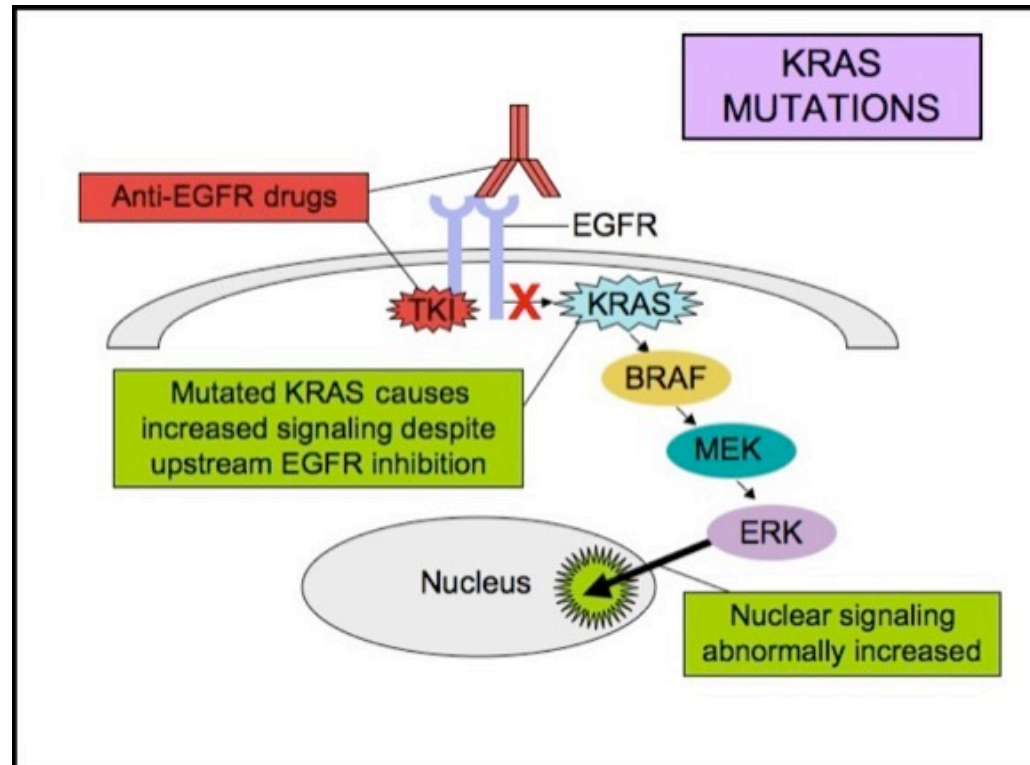 KRAS
MUTATIONS
Anti-EGFR drugs
EGFR
TKI
KRAS
Mutated KRAS causes
increased signaling despite
upstream EGFR inhibition
BRAF
MEK
ERK
Nucleus
Nuclear signaling
abnormally increased